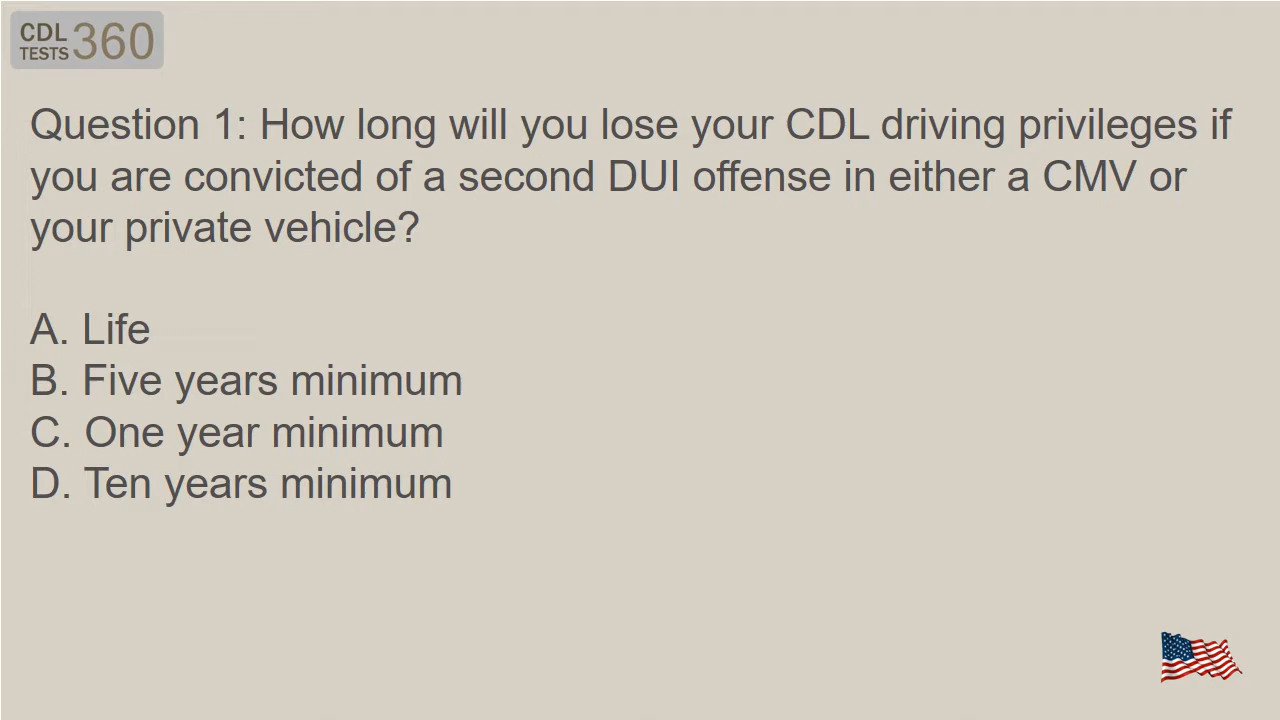 CDL
TESTS 360
Question 1: How long will you lose your CDL driving privileges if
you are convicted of a second DUI offense in either a CMV or
your private vehicle?
A. Life
B. Five years minimum
C. One year minimum
D. Ten years minimum